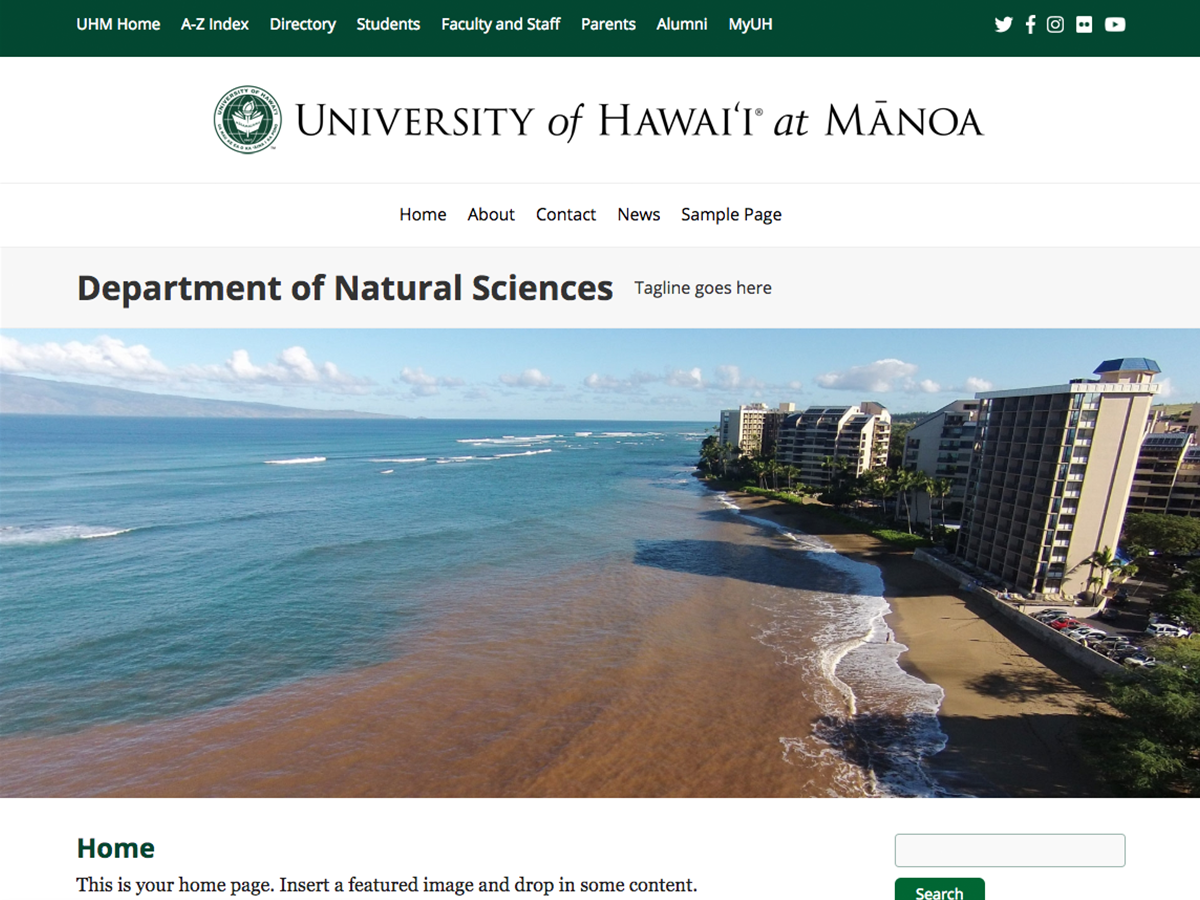 UHM Home A-Z Index Directory Students Faculty and Staff Parents Alumni MyUH
UNIVERSITY of HAWAIʻI® at MĀNOA
Home About Contact News Sample Page
Department of Natural Sciences Tagline goes here
Home
This is your home page. Insert a featured image and drop in some content.
Search